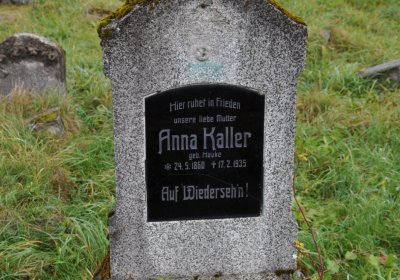 Hier ruhet in Frieden
unsere liebe Mutter
Anna Kaller
geb. Hauke
* 24.5.1860 ✝ 17.2.1935
Auf Wiederseh'n!